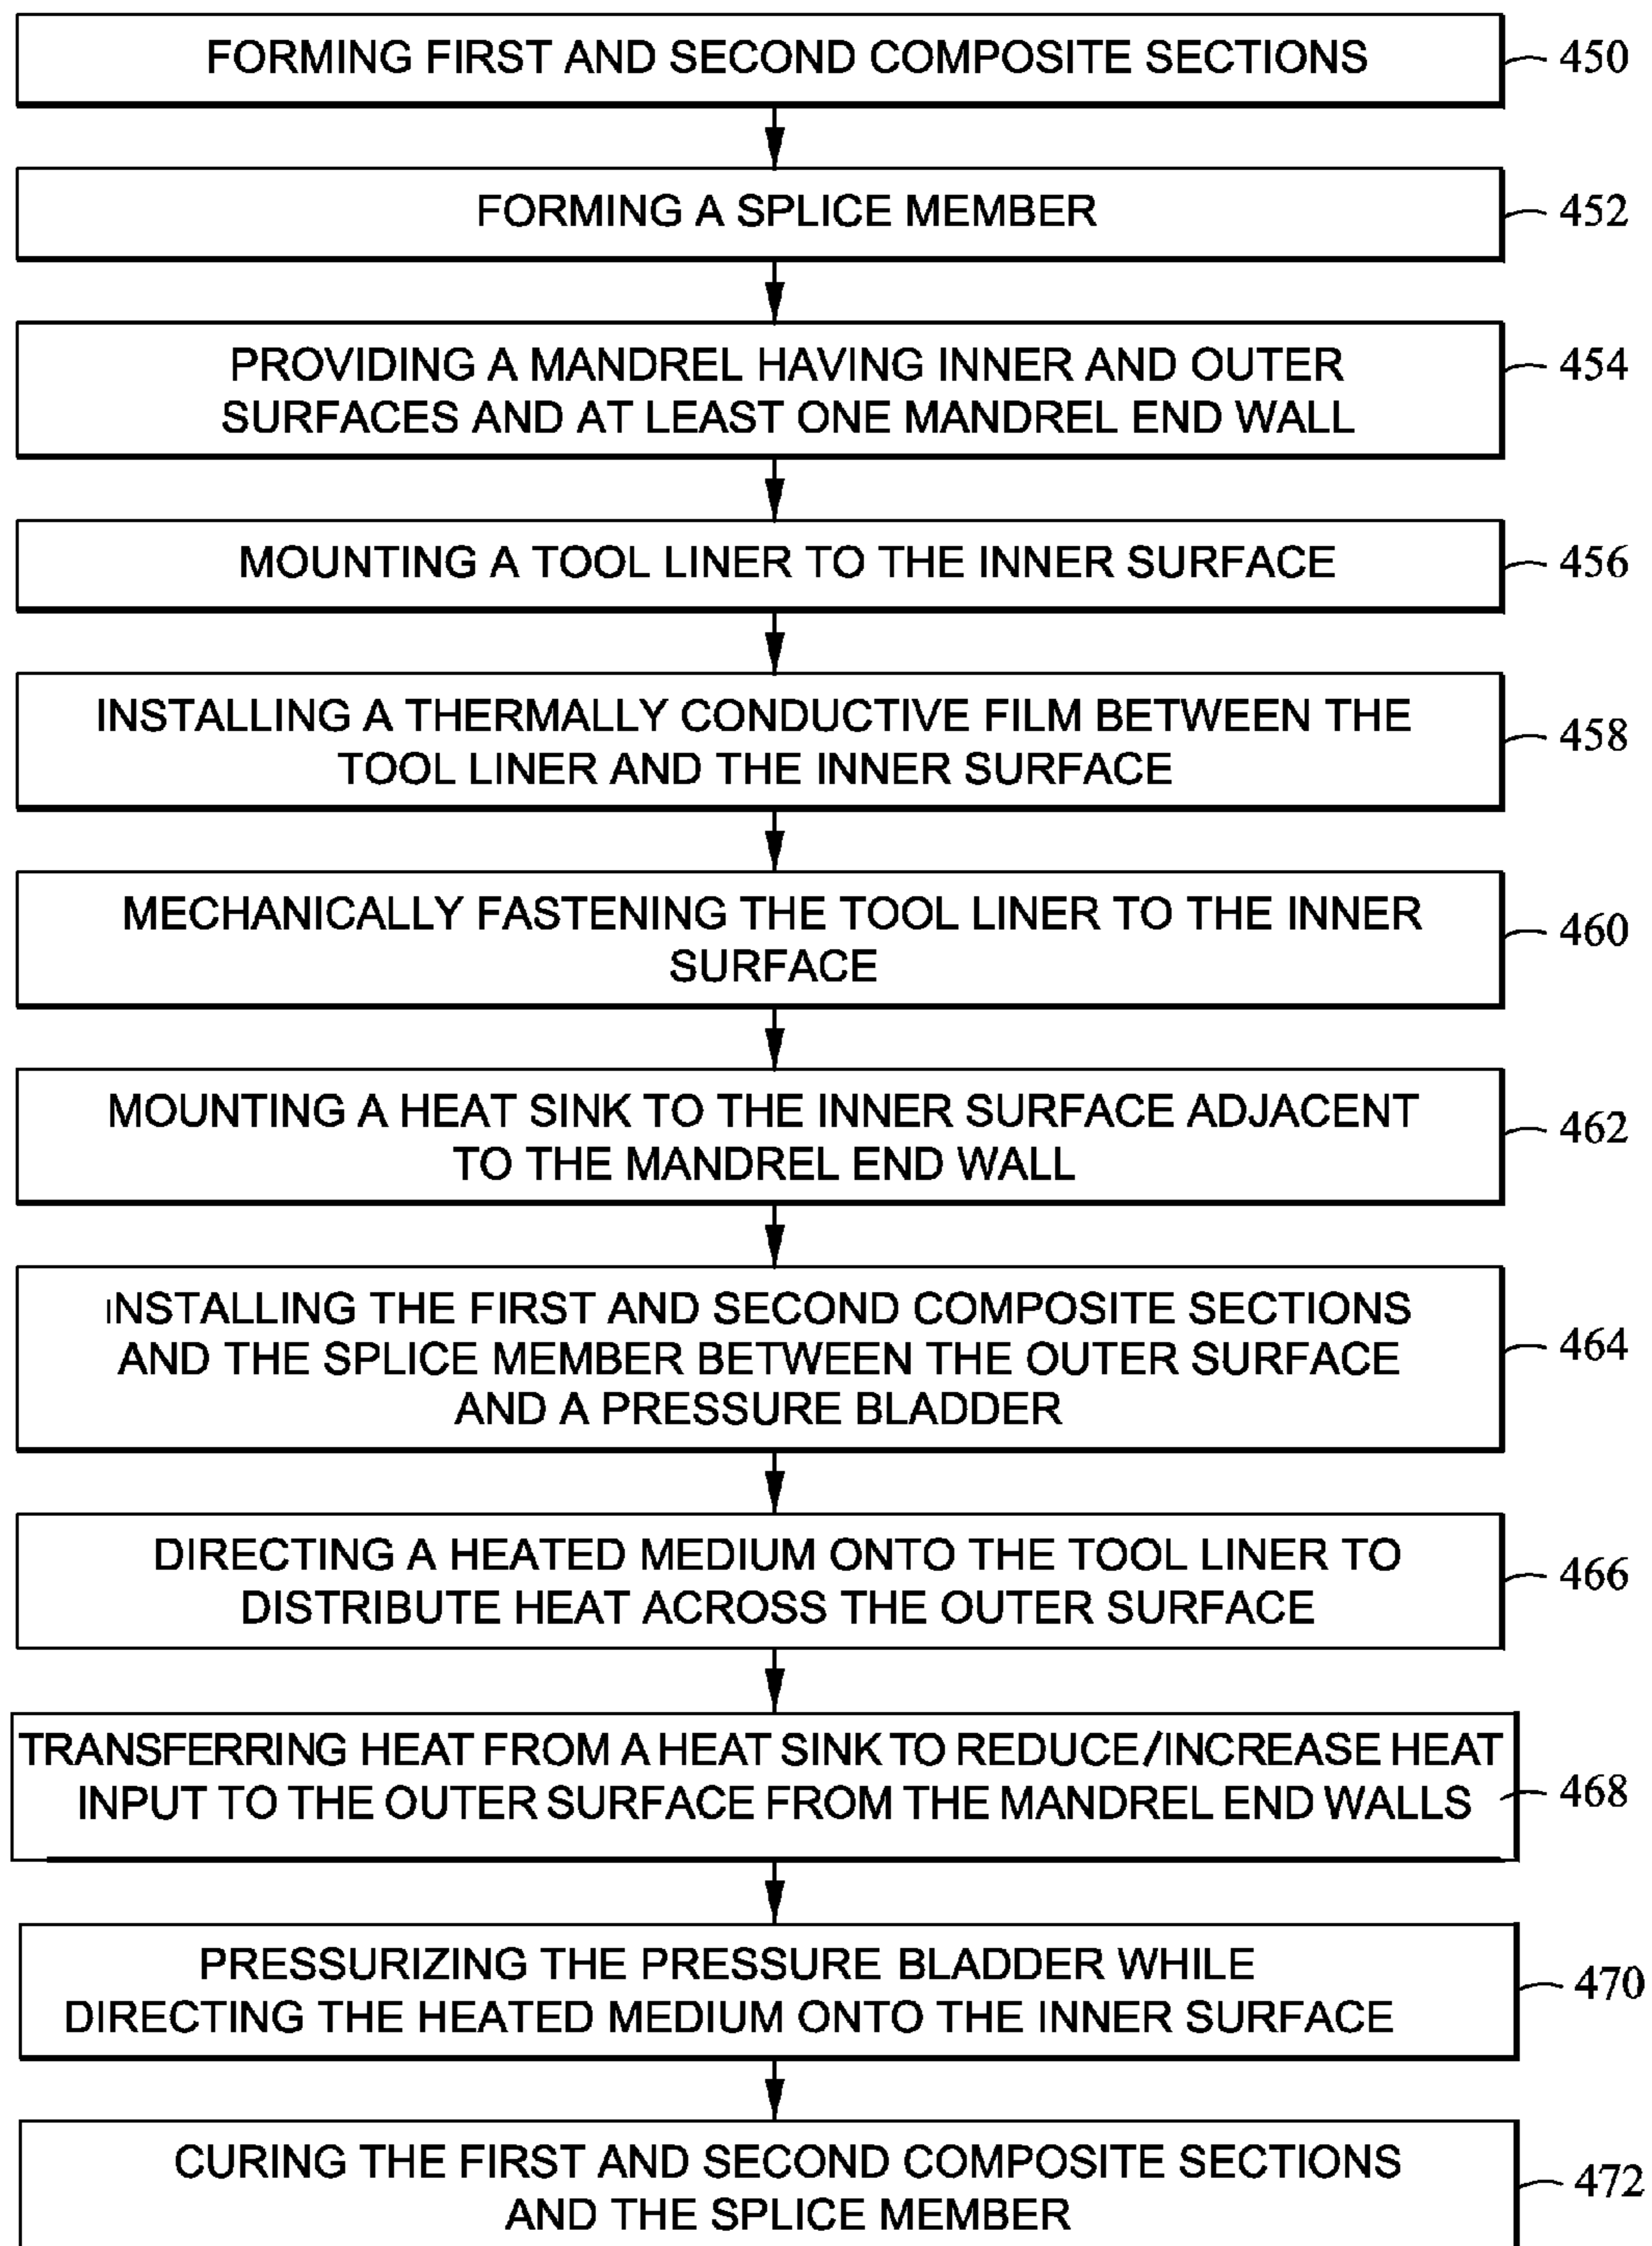 FORMING FIRST AND SECOND COMPOSITE SECTIONS
450
FORMING A SPLICE MEMBER
452
PROVIDING A MANDREL HAVING INNER AND OUTER
SURFACES AND AT LEAST ONE MANDREL END WALL
454
MOUNTING A TOOL LINER TO THE INNER SURFACE
456
INSTALLING A THERMALLY CONDUCTIVE FILM BETWEEN THE
TOOL LINER AND THE INNER SURFACE
458
MECHANICALLY FASTENING THE TOOL LINER TO THE INNER
SURFACE
460
MOUNTING A HEAT SINK TO THE INNER SURFACE ADJACENT
TO THE MANDREL END WALL
462
INSTALLING THE FIRST AND SECOND COMPOSITE SECTIONS
AND THE SPLICE MEMBER BETWEEN THE OUTER SURFACE
AND A PRESSURE BLADDER
464
DIRECTING A HEATED MEDIUM ONTO THE TOOL LINER TO
DISTRIBUTE HEAT ACROSS THE OUTER SURFACE
466
TRANSFERRING HEAT FROM A HEAT SINK TO REDUCE/INCREASE HEAT
INPUT TO THE OUTER SURFACE FROM THE MANDREL END WALLS
468
PRESSURIZING THE PRESSURE BLADDER WHILE
DIRECTING THE HEATED MEDIUM ONTO THE INNER SURFACE
470
CURING THE FIRST AND SECOND COMPOSITE SECTIONS
AND THE SPLICE MEMBER
472